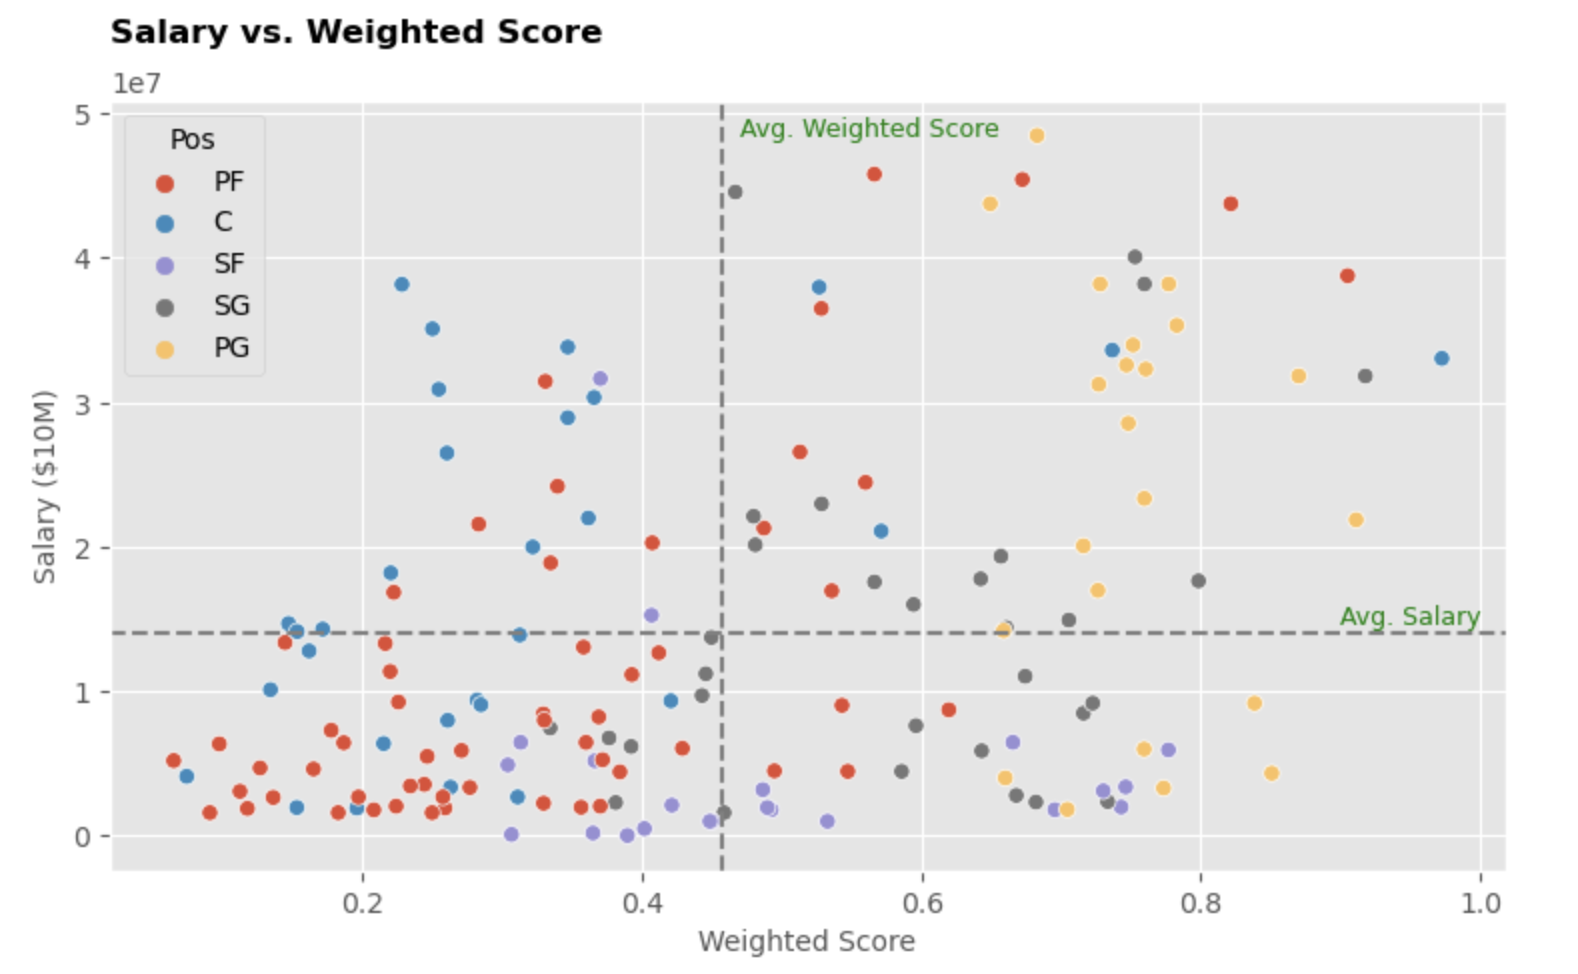 Salary vs. Weighted Score
1e7
5
4
3
2
1
0
Salary ($10M)
Pos
PF
C
SF
SG
PG
Avg. Weighted Score
Avg. Salary
0.2 0.4 0.6 0.8 1.0
Weighted Score